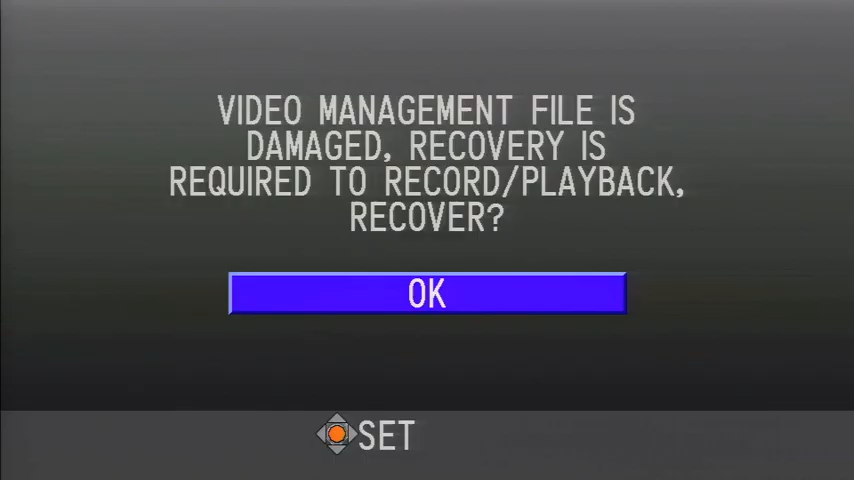 VIDEO MANAGEMENT FILE IS
DAMAGED, RECOVERY IS
REQUIRED TO RECORD/PLAYBACK,
RECOVER?
OK
SET